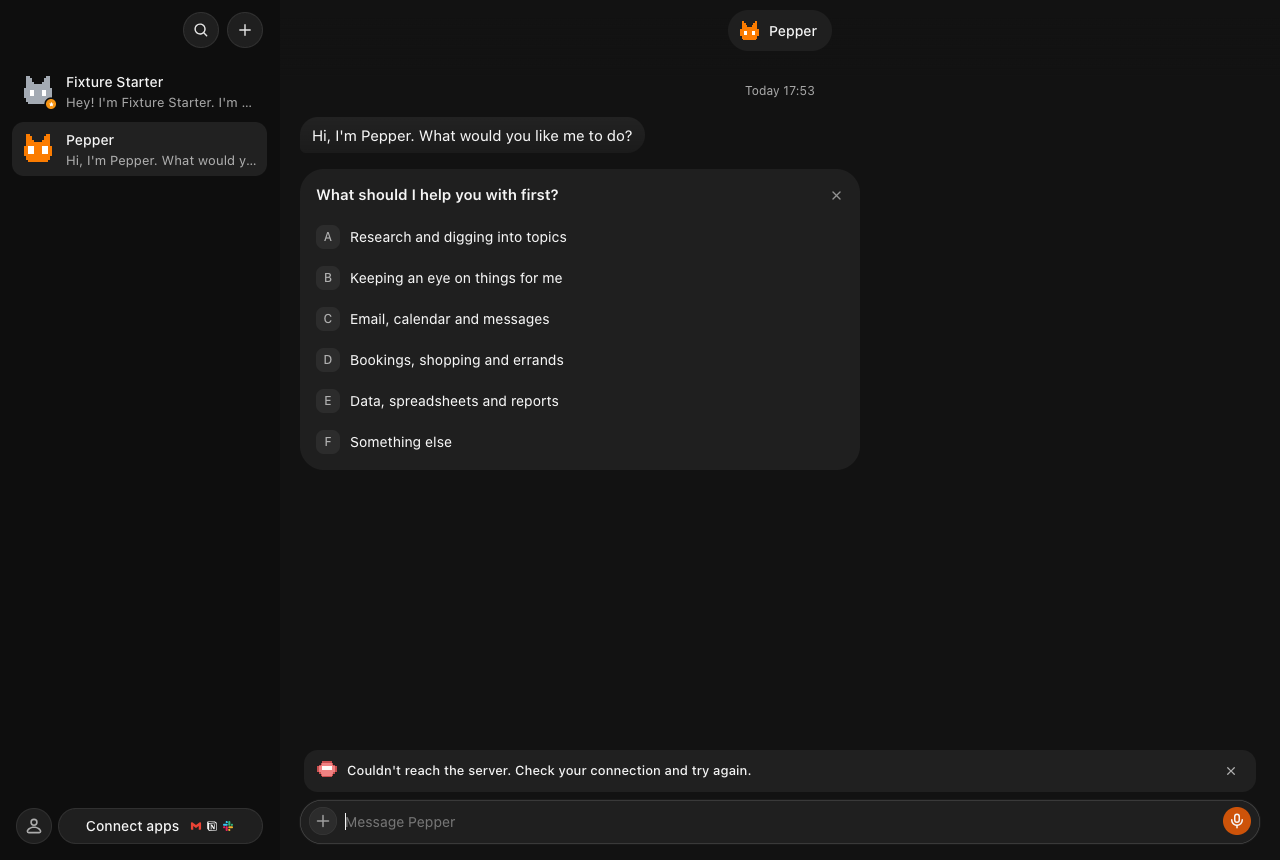 Pepper
Fixture Starter
Hey! I'm Fixture Starter. I'm ...
Pepper
Hi, I'm Pepper. What would y...
Today 17:53
Hi, I'm Pepper. What would you like me to do?
What should I help you with first?
A Research and digging into topics
B Keeping an eye on things for me
C Email, calendar and messages
D Bookings, shopping and errands
E Data, spreadsheets and reports
F Something else
Couldn't reach the server. Check your connection and try again.
Message Pepper
Connect apps